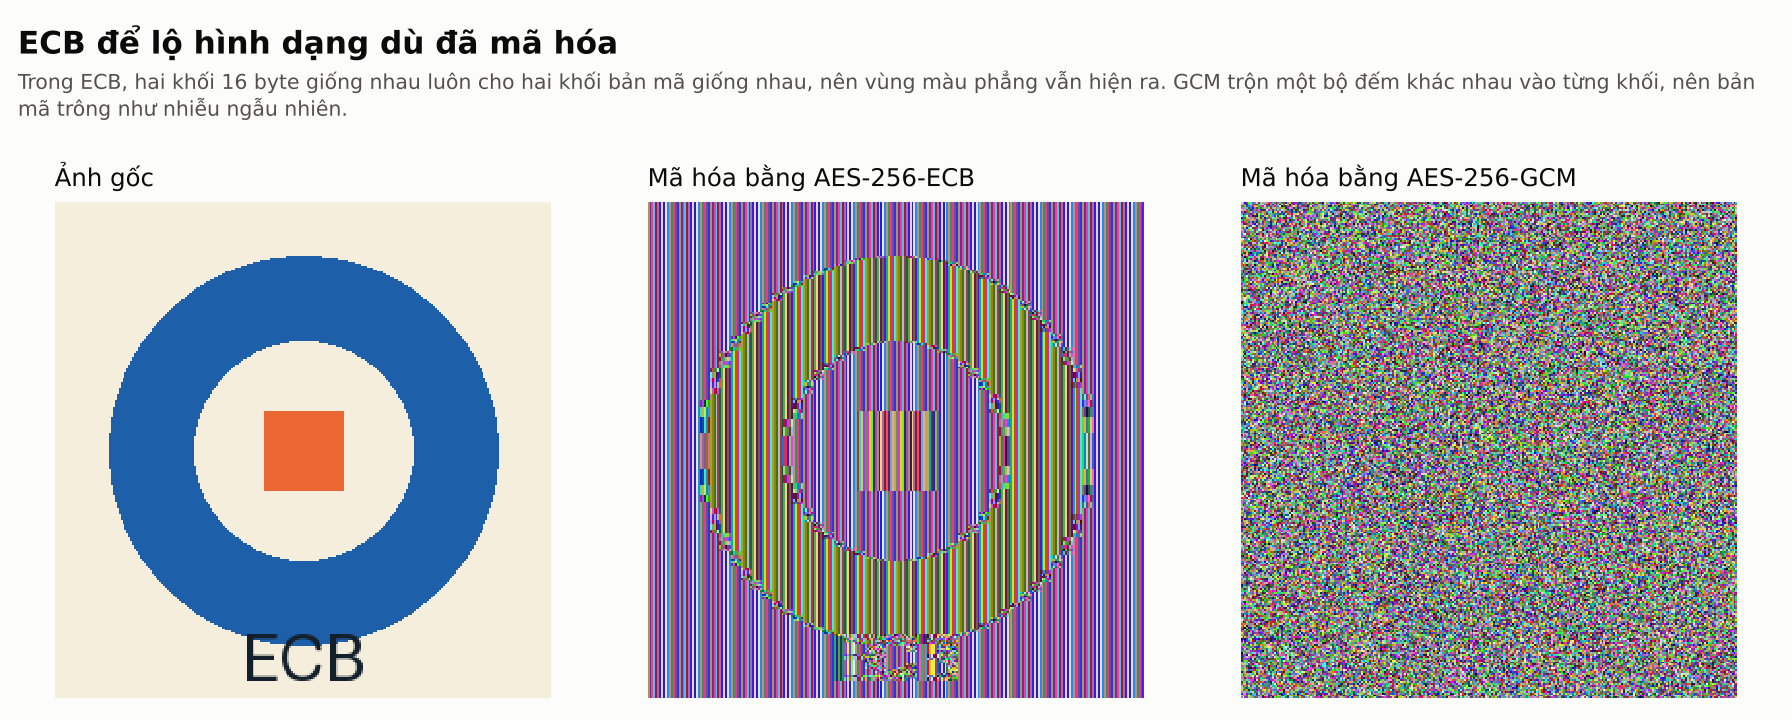 ECB để lộ hình dạng dù đã mã hóa
Trong ECB, hai khối 16 byte giống nhau luôn cho hai khối bản mã giống nhau, nên vùng màu phẳng vẫn hiện ra. GCM trộn một bộ đếm khác nhau vào từng khối, nên bản
mã trông như nhiễu ngẫu nhiên.
Ảnh gốc
Mã hóa bằng AES-256-ECB
Mã hóa bằng AES-256-GCM
ECB